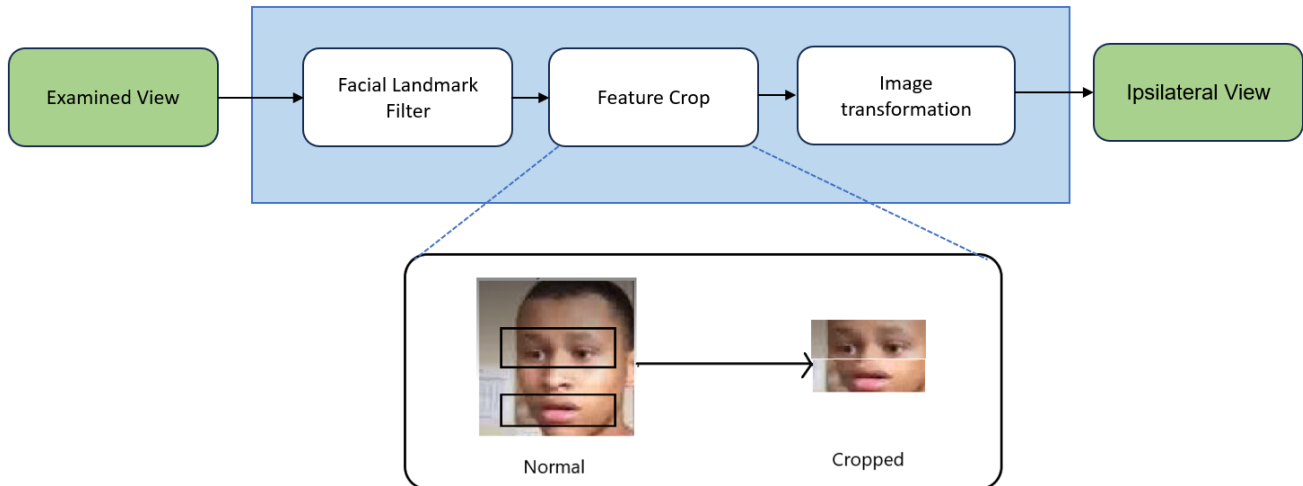 Examined View
Facial Landmark
Filter
Feature Crop
Image
transformation
Ipsilateral View
Normal
Cropped